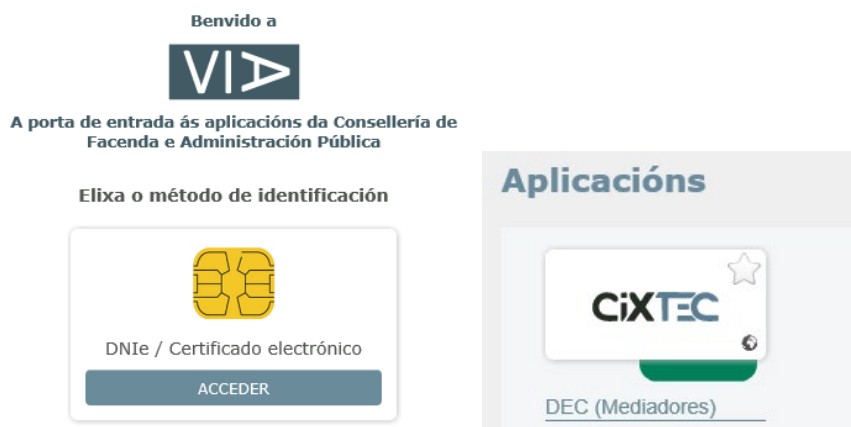 Benvido a
VIA
A porta de entrada ás aplicacións da Consellería de
Facenda e Administración Pública
Elixa o método de identificación
DNIe / Certificado electrónico
ACCEDER
Aplicacións
CiXTEC
DEC (Mediadores)